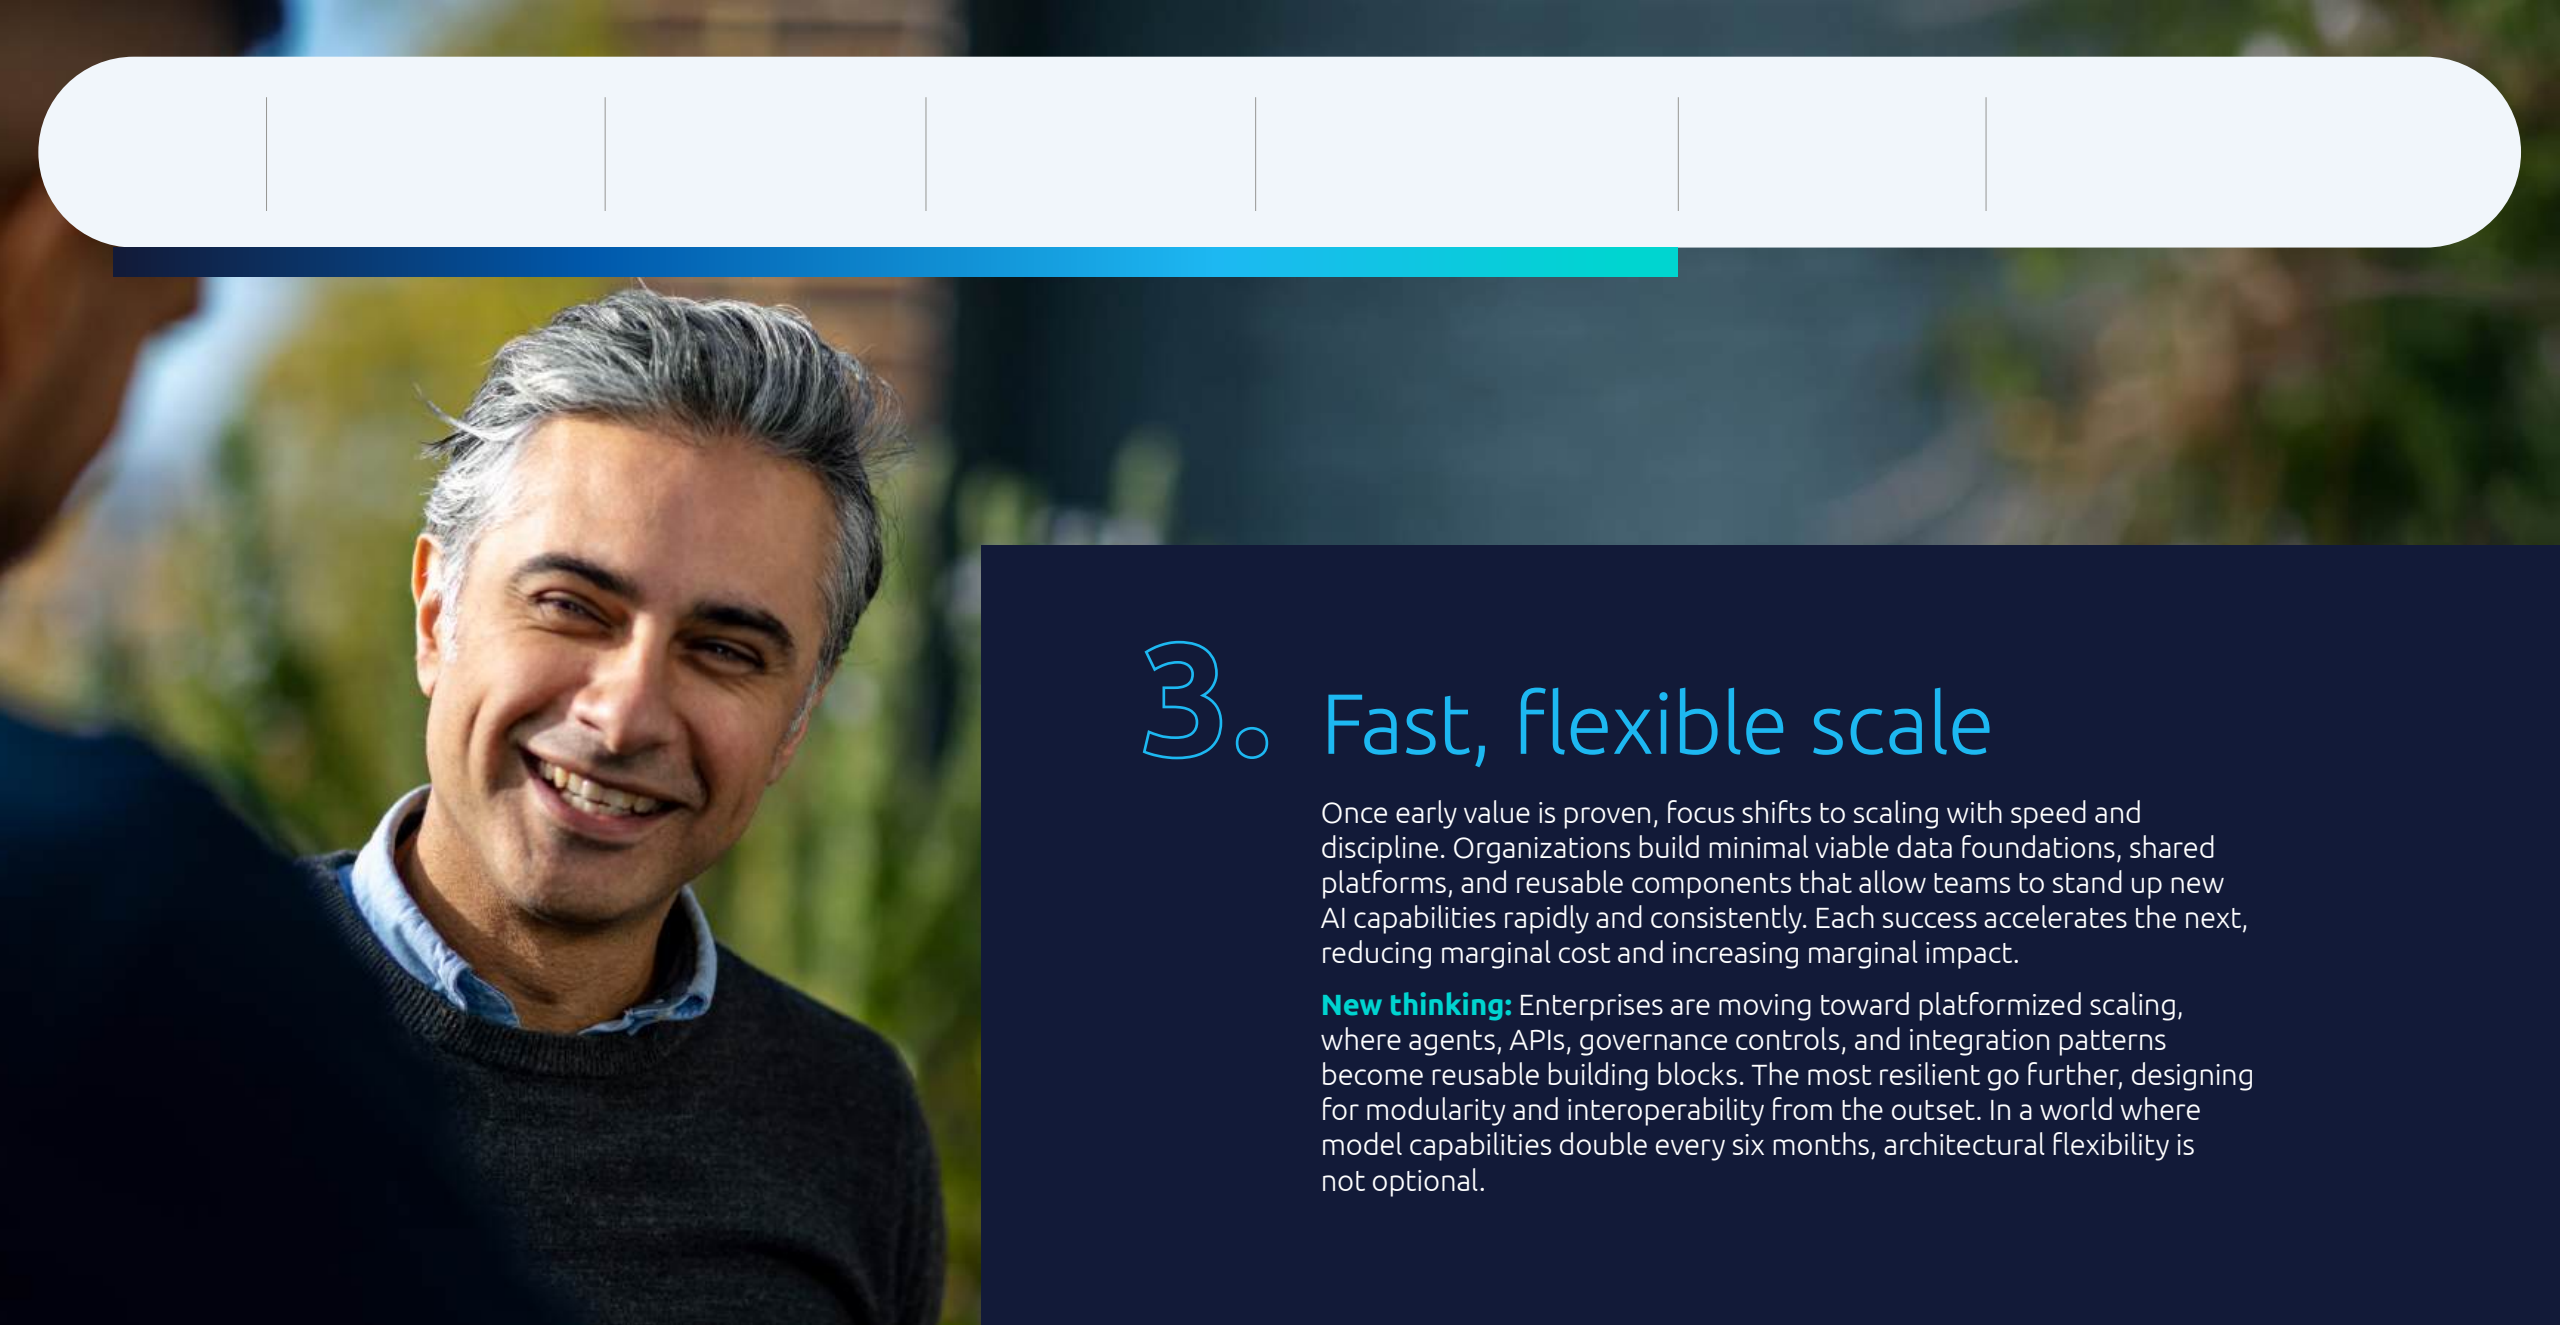 3. Fast, flexible scale
Once early value is proven, focus shifts to scaling with speed and
discipline. Organizations build minimal viable data foundations, shared
platforms, and reusable components that allow teams to stand up new
AI capabilities rapidly and consistently. Each success accelerates the next,
reducing marginal cost and increasing marginal impact.
New thinking: Enterprises are moving toward platformized scaling,
where agents, APIs, governance controls, and integration patterns
become reusable building blocks. The most resilient go further, designing
for modularity and interoperability from the outset. In a world where
model capabilities double every six months, architectural flexibility is
not optional.